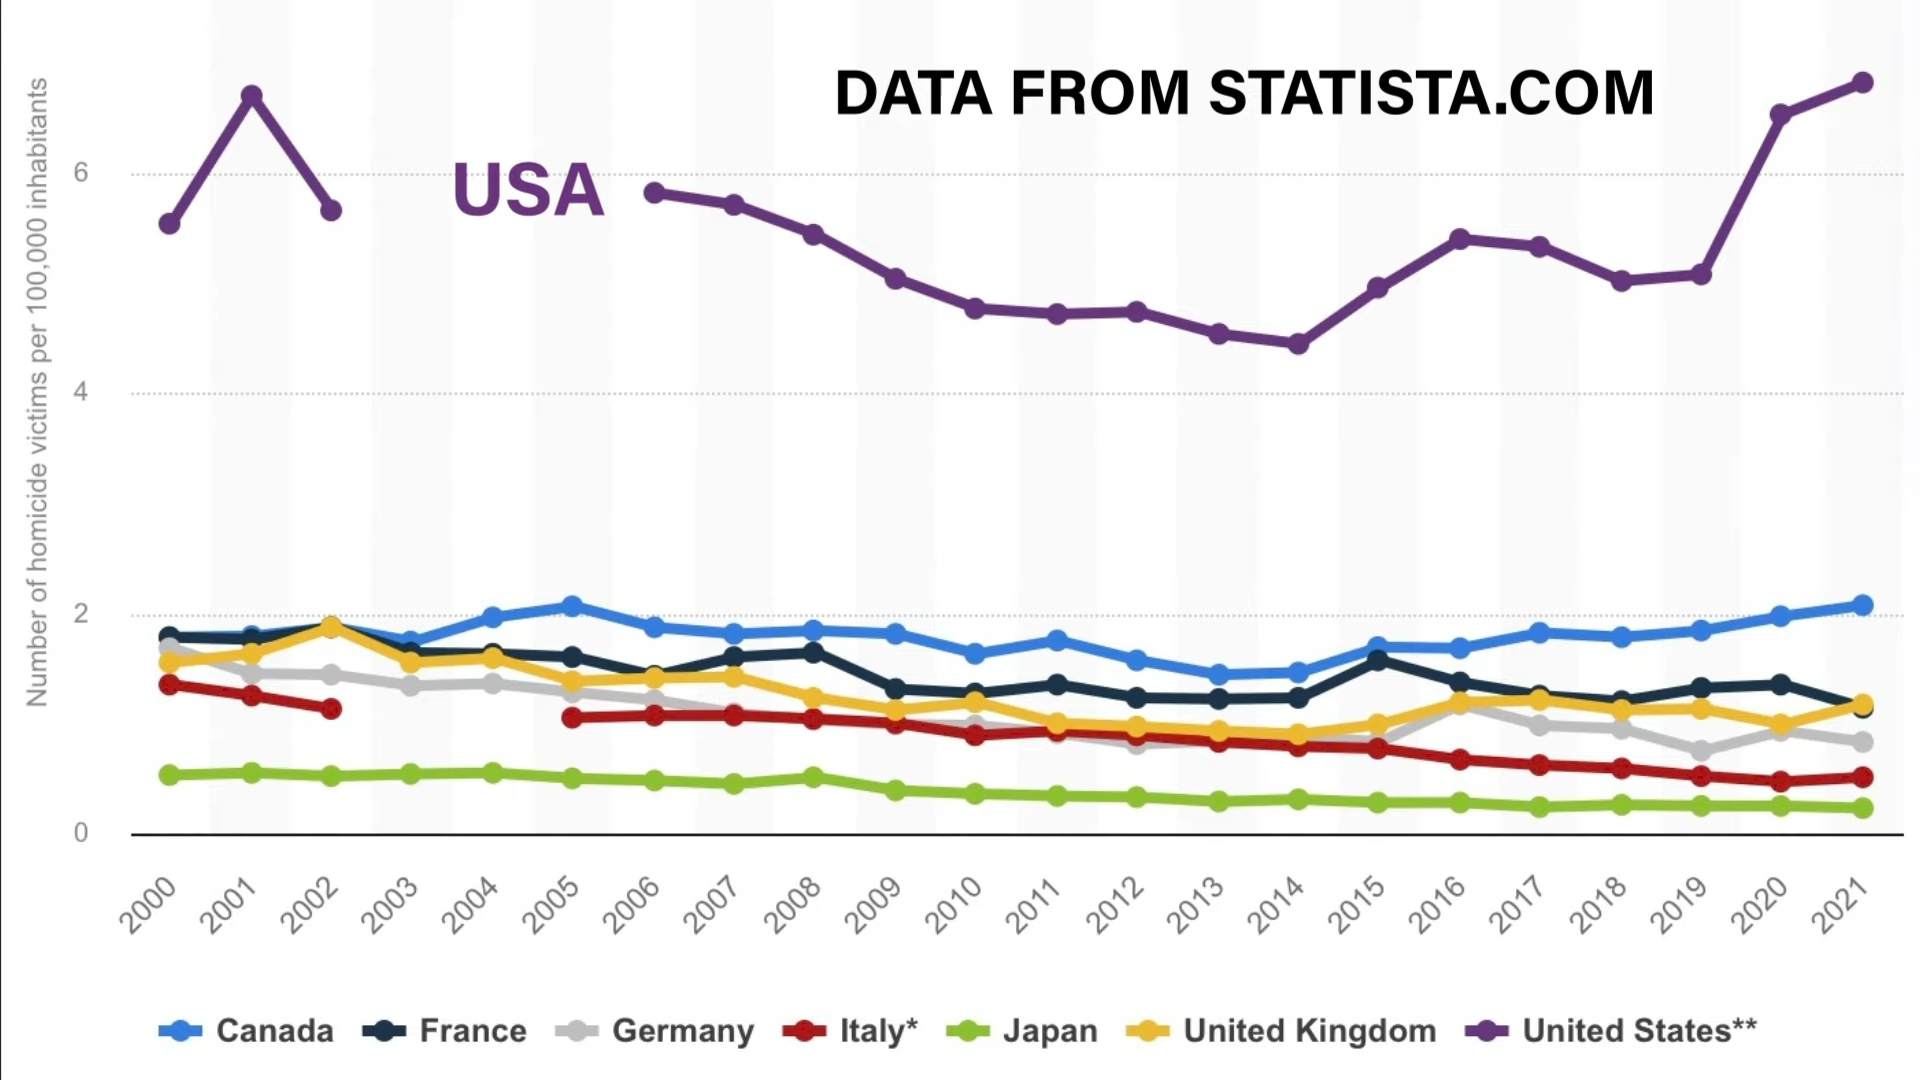 DATA FROM STATISTA.COM
USA
Number of homicide victims per 100,000 inhabitants
6
4
2
0
2000 2001 2002 2003 2004 2005 2006 2007 2008 2009 2010 2011 2012 2013 2014 2015 2016 2017 2018 2019 2020 2021
Canada France Germany Italy* Japan United Kingdom United States**